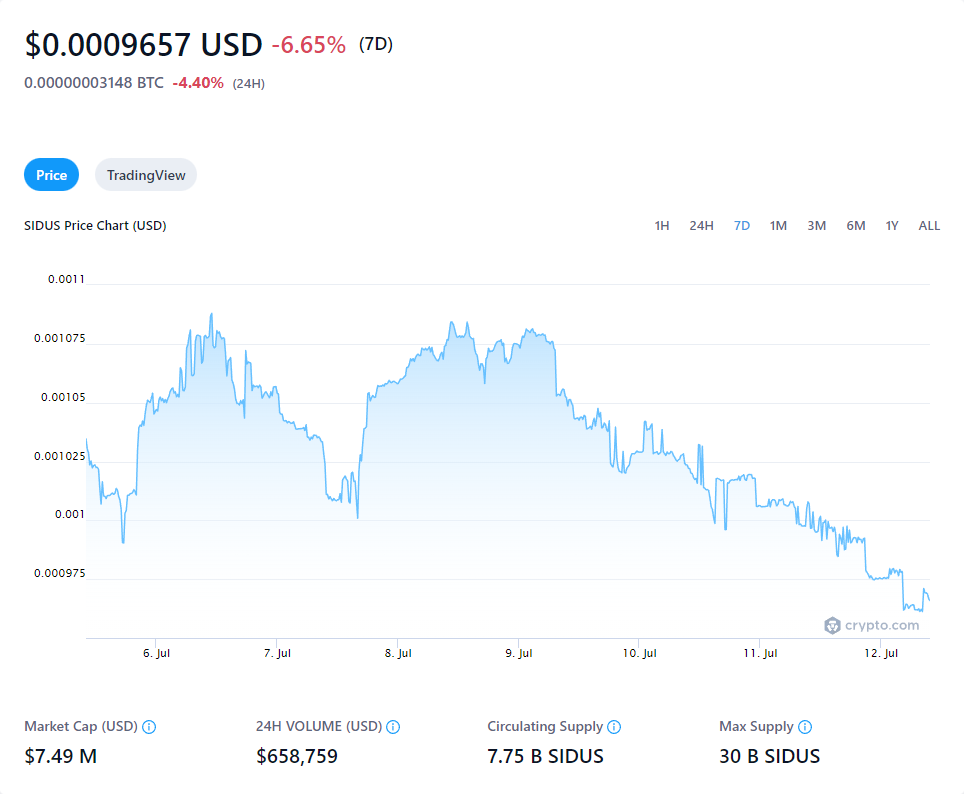 $0.0009657 USD -6.65% (7D)
0.00000003148 BTC -4.40% (24H)
Price TradingView
SIDUS Price Chart (USD) 1H 24H 7D 1M 3M 6M 1Y ALL
0.0011
0.001075
0.00105
0.001025
0.001
0.000975
crypto.com
6. Jul 7. Jul 8. Jul 9. Jul 10. Jul 11. Jul 12. Jul
Market Cap (USD) 24H VOLUME (USD) Circulating Supply Max Supply
$7.49 M $658,759 7.75 B SIDUS 30 B SIDUS